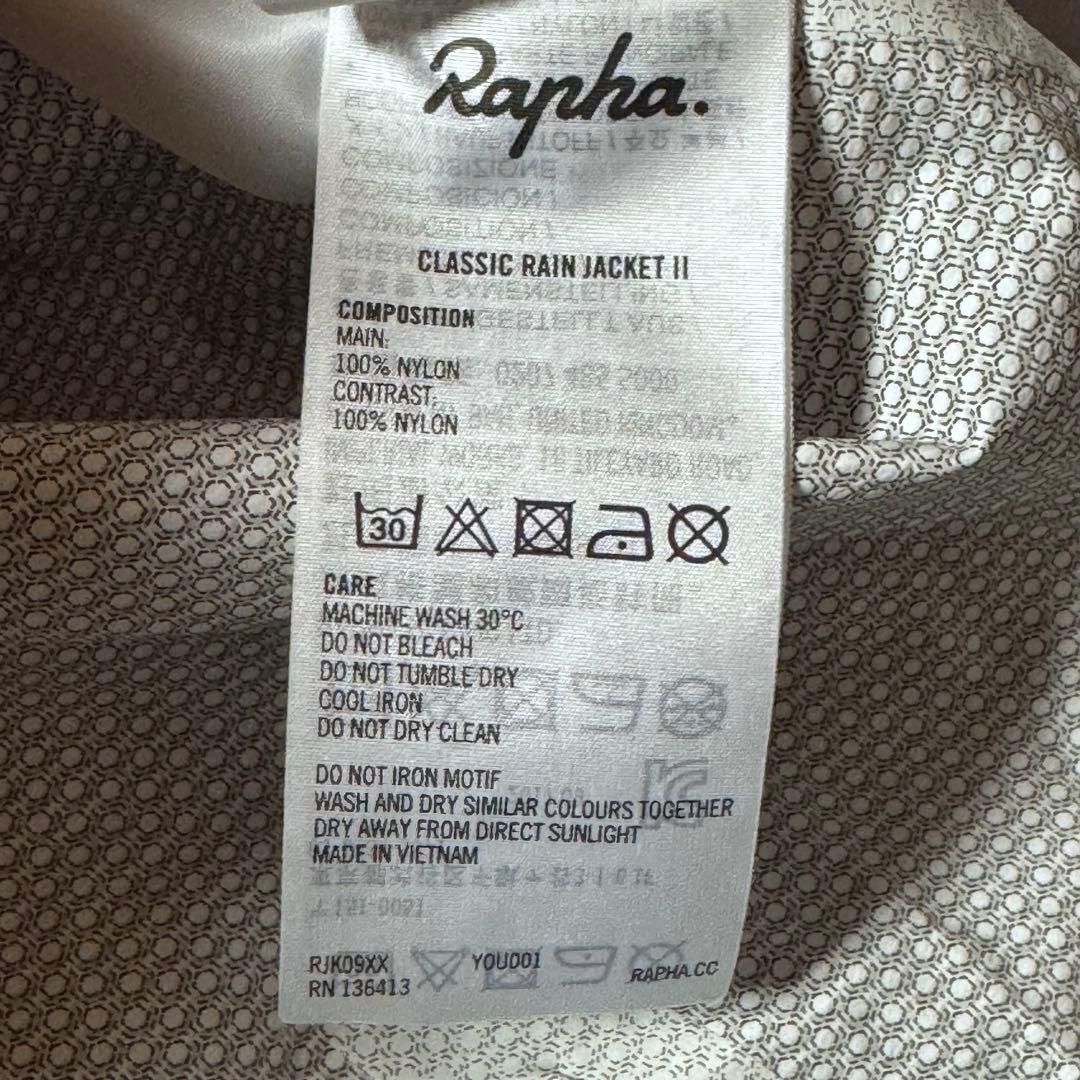 Rapha.
CLASSIC RAIN JACKET II
COMPOSITION
MAIN:
100% NYLON
CONTRAST:
100% NYLON
30
CARE
MACHINE WASH 30°C
DO NOT BLEACH
DO NOT TUMBLE DRY
COOL IRON
DO NOT DRY CLEAN
DO NOT IRON MOTIF
WASH AND DRY SIMILAR COLOURS TOGETHER
DRY AWAY FROM DIRECT SUNLIGHT
MADE IN VIETNAM
RJK09XX YOU001 RAPHA.CC
RN 136413